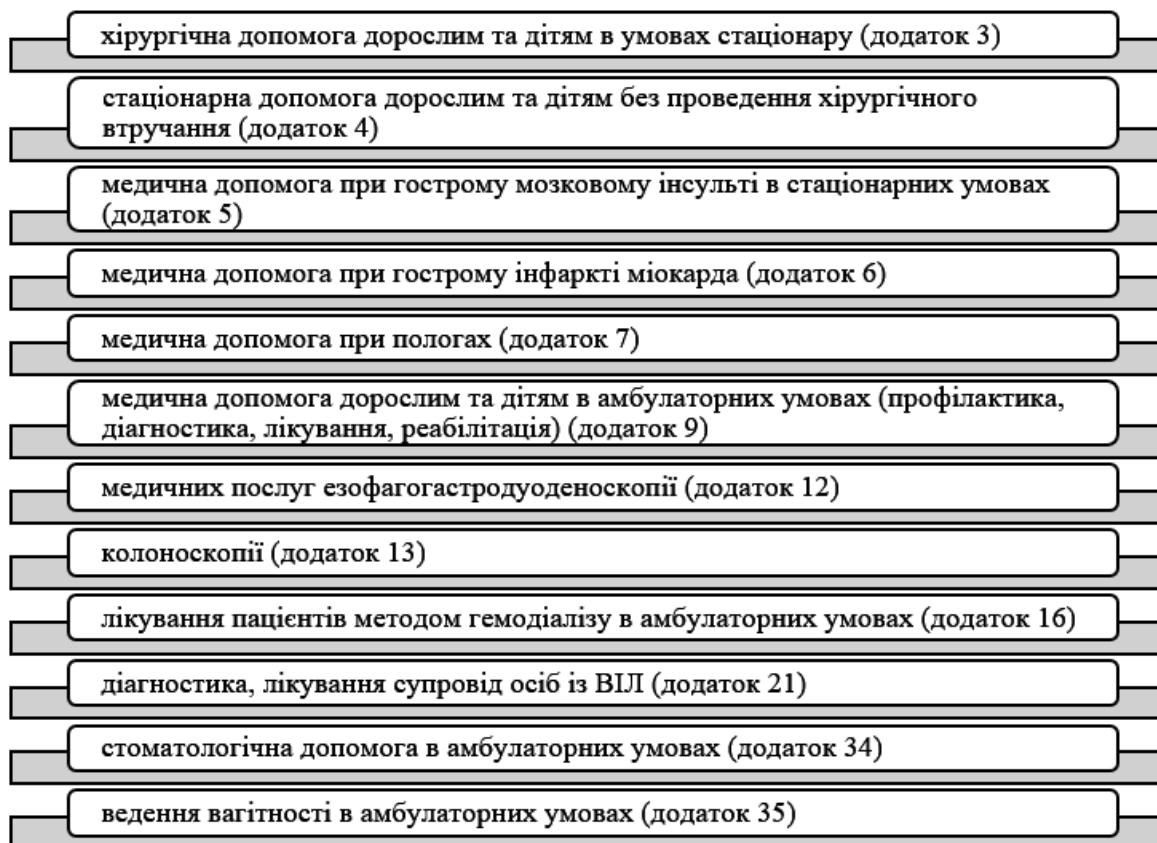 хірургічна допомога дорослим та дітям в умовах стаціонару (додаток 3)
стаціонарна допомога дорослим та дітям без проведення хірургічного
втручання (додаток 4)
медична допомога при гострому мозковому інсульті в стаціонарних умовах
(додаток 5)
медична допомога при гострому інфаркті міокарда (додаток 6)
медична допомога при пологах (додаток 7)
медична допомога дорослим та дітям в амбулаторних умовах (профілактика,
діагностика, лікування, реабілітація) (додаток 9)
медичних послуг езофагогастродуоденоскопії (додаток 12)
колоноскопії (додаток 13)
лікування пацієнтів методом гемодіалізу в амбулаторних умовах (додаток 16)
діагностика, лікування супровід осіб із ВІЛ (додаток 21)
стоматологічна допомога в амбулаторних умовах (додаток 34)
ведення вагітності в амбулаторних умовах (додаток 35)